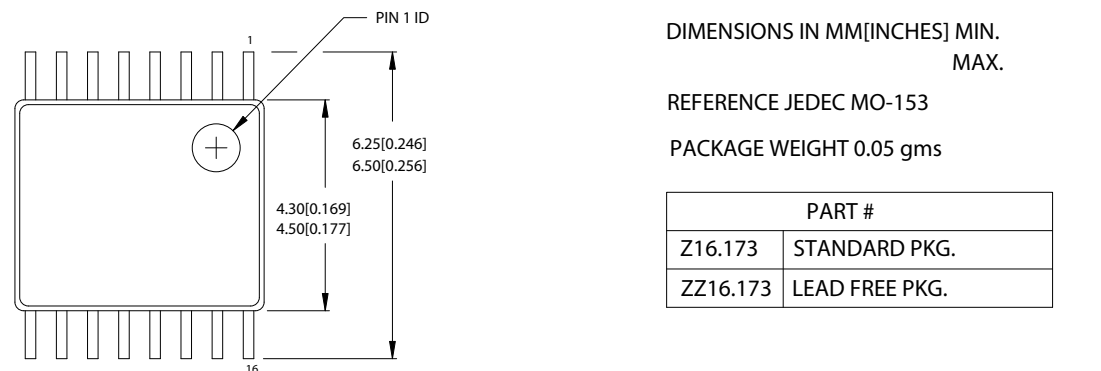 PIN 1 ID
1
6.25[0.246]
6.50[0.256]
4.30[0.169]
4.50[0.177]
16
DIMENSIONS IN MM[INCHES] MIN.
MAX.
REFERENCE JEDEC MO-153
PACKAGE WEIGHT 0.05 gms
PART #
Z16.173 STANDARD PKG.
ZZ16.173 LEAD FREE PKG.